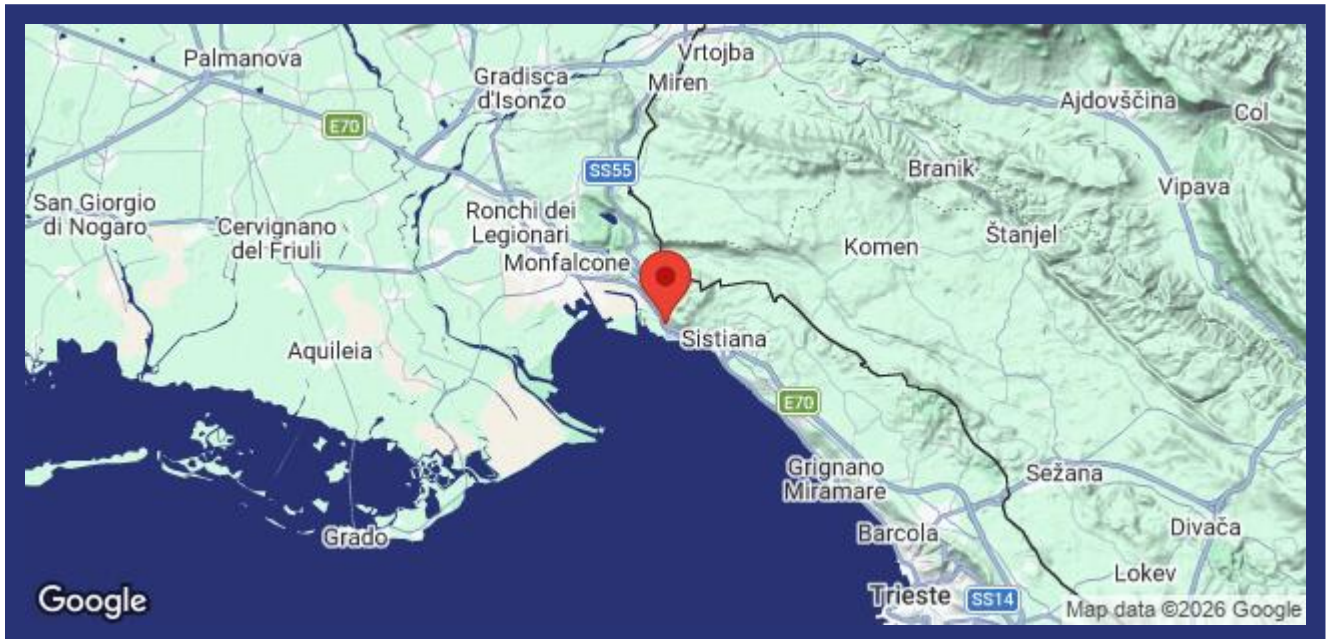 Palmanova
Vrtojba
Gradisca
d'Isonzo
Miren
Ajdovščina
Col
E70
SS55
Branik
Vipava
San Giorgio
di Nogaro
Cervignano
del Friuli
Ronchi dei
Legionari
Komen
Štanjel
Monfalcone
Sistiana
Aquileia
E70
Grignano
Miramare
Sežana
Grado
Barcola
Divača
Lokev
Trieste
SS14
Google
Map data ©2026 Google